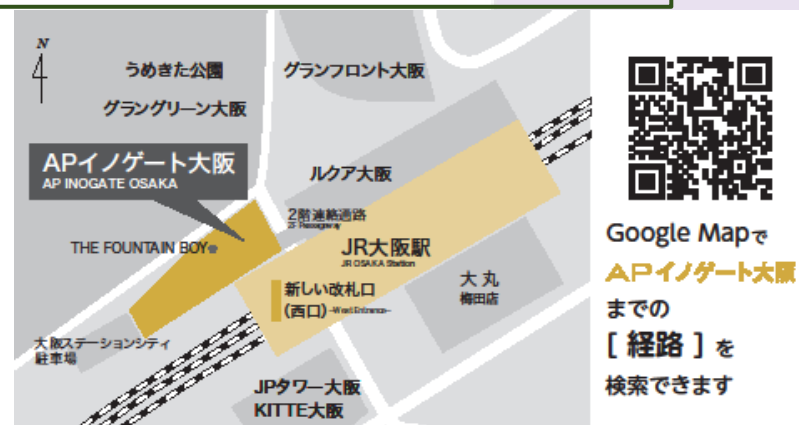 N
うめきた公園
グラングリーン大阪
グランフロント大阪
APイノゲート大阪
AP INOGATE OSAKA
ルクア大阪
2階連絡通路
2F Passageway
THE FOUNTAIN BOY
JR大阪駅
JR OSAKA Station
新しい改札口
(西口) -West Entrance-
大丸
梅田店
大阪ステーションシティ
駐車場
JPタワー大阪
KITTE大阪
Google Mapで
APイノゲート大阪
までの
[ 経路 ] を
検索できます